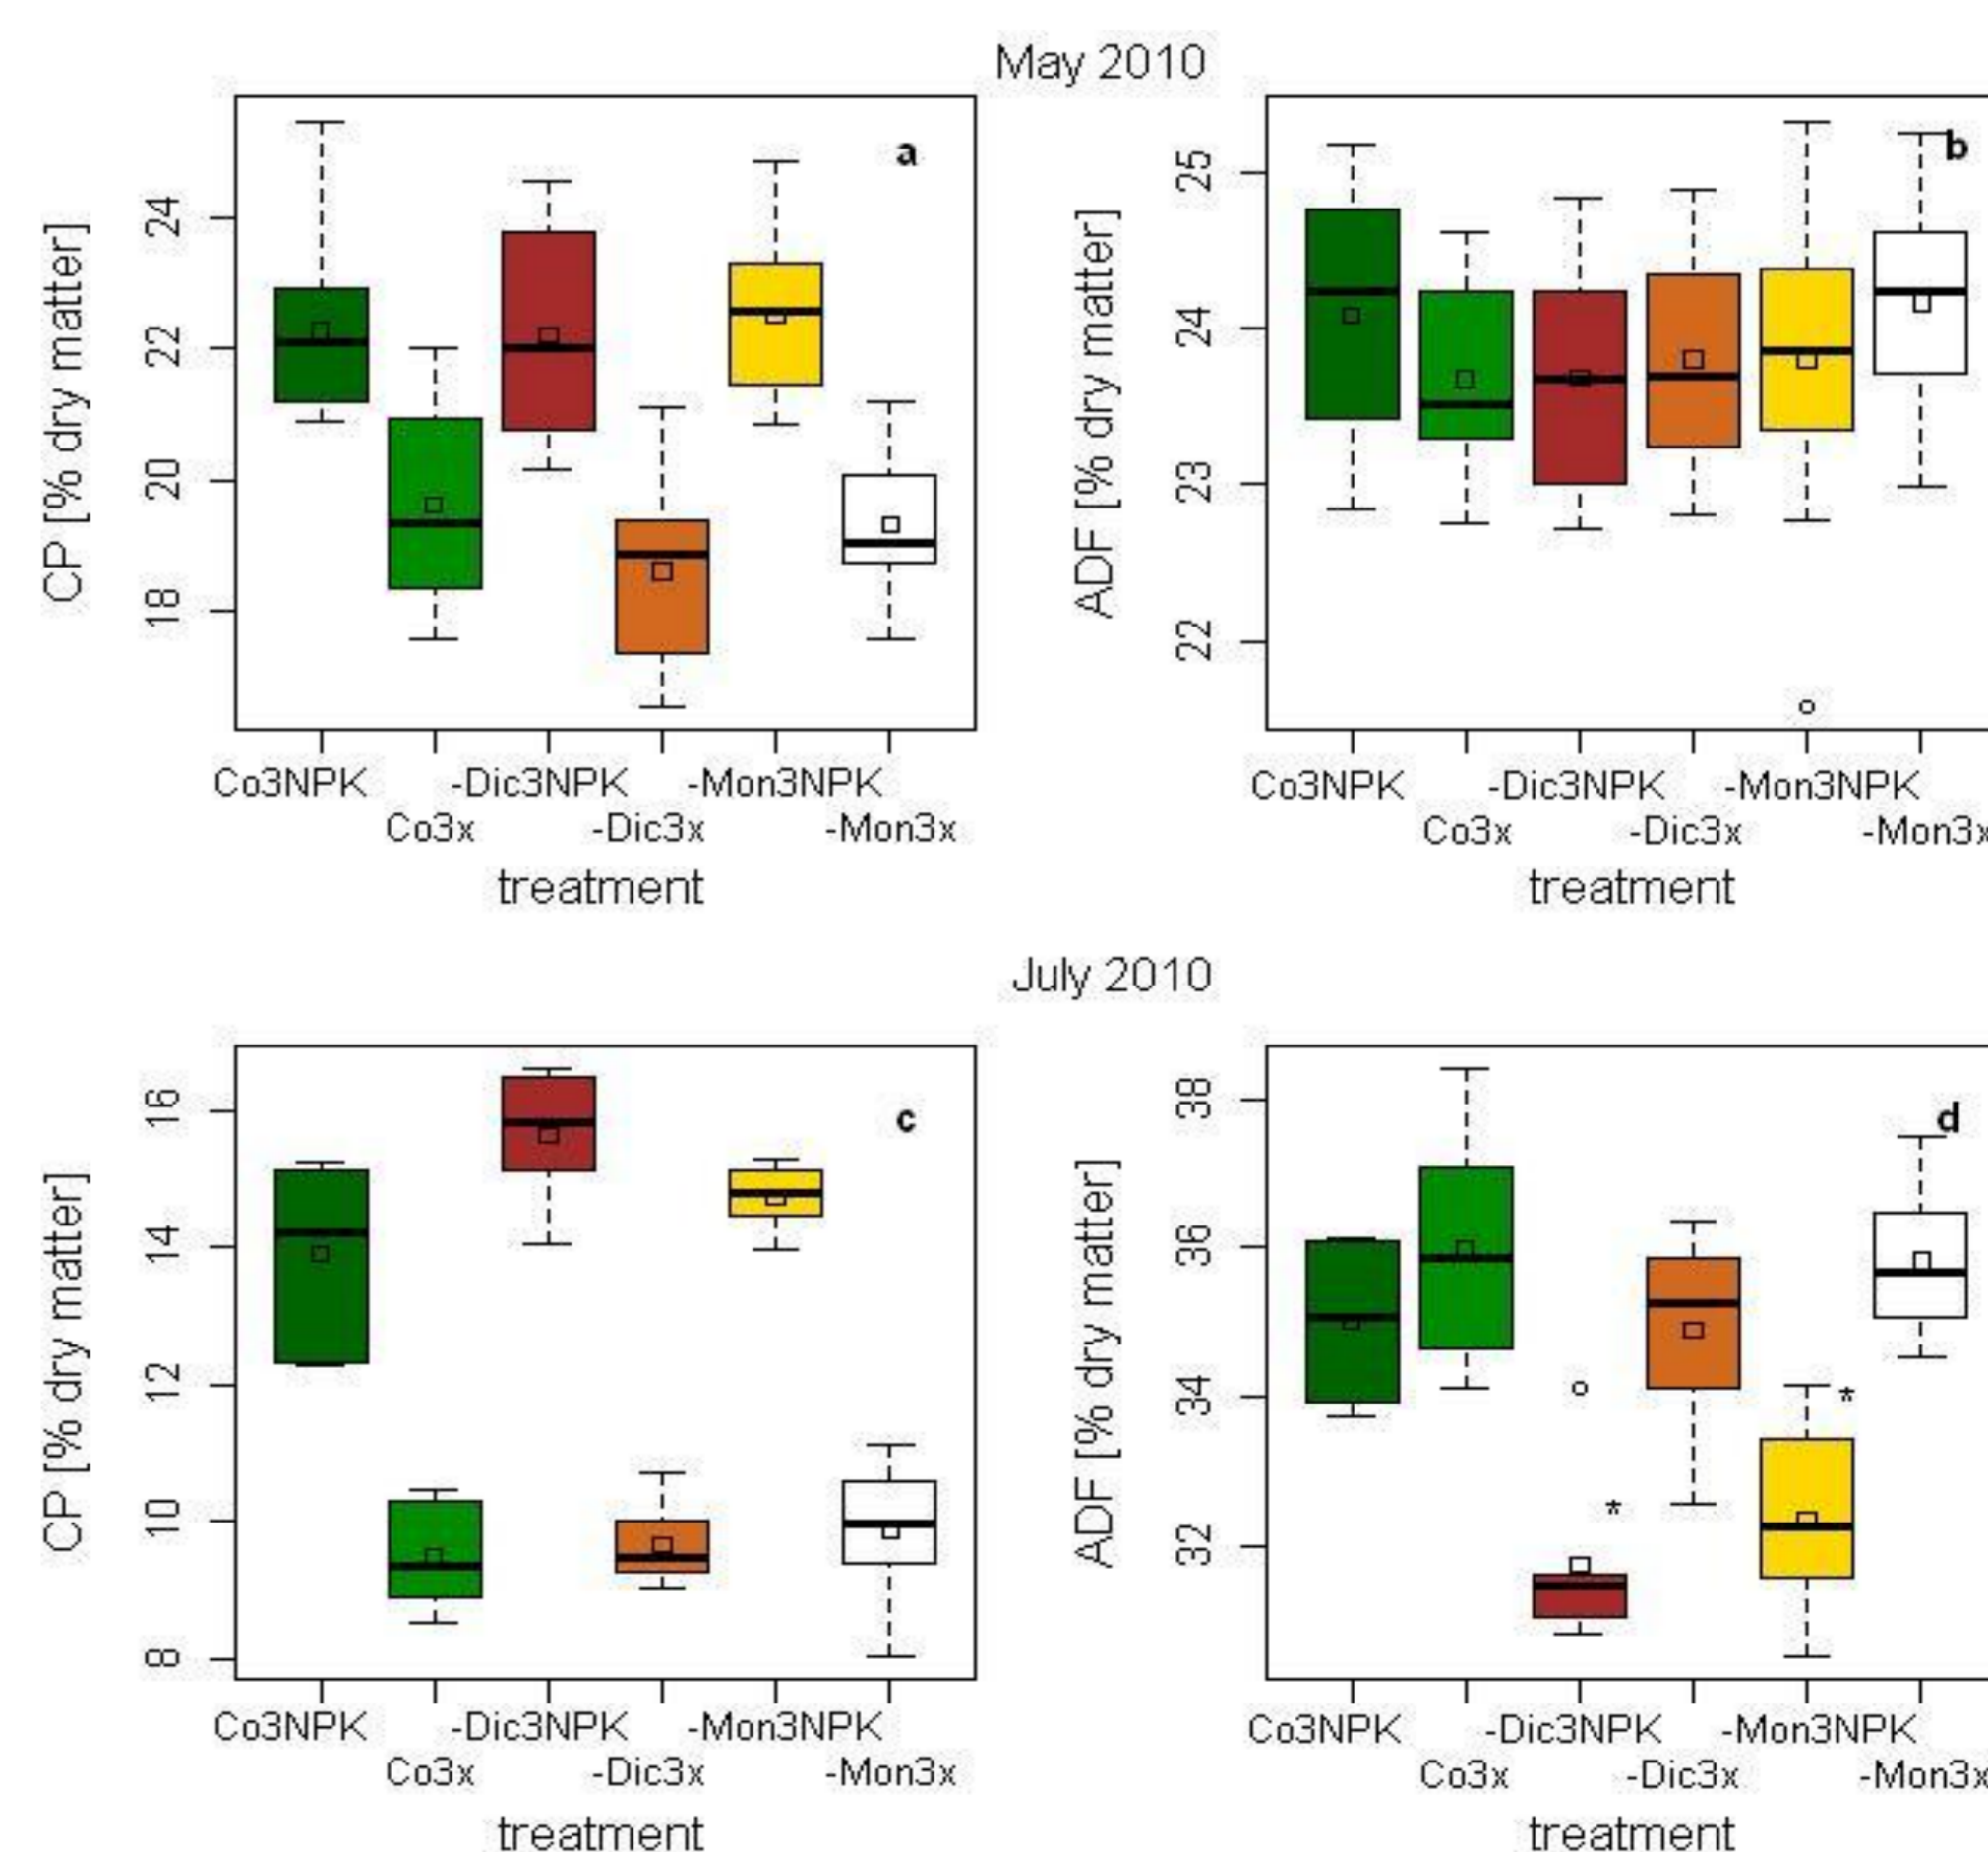 May 2010
a
CP [% dry matter]
24
22
20
18
Co3NPK -Dic3NPK -Mon3NPK
Co3x -Dic3x -Mon3x
treatment
b
ADF [% dry matter]
25
24
23
22
Co3NPK -Dic3NPK -Mon3NPK
Co3x -Dic3x -Mon3x
treatment
July 2010
c
CP [% dry matter]
16
14
12
10
8
Co3NPK -Dic3NPK -Mon3NPK
Co3x -Dic3x -Mon3x
treatment
d
ADF [% dry matter]
38
36
34
32
*
*
Co3NPK -Dic3NPK -Mon3NPK
Co3x -Dic3x -Mon3x
treatment